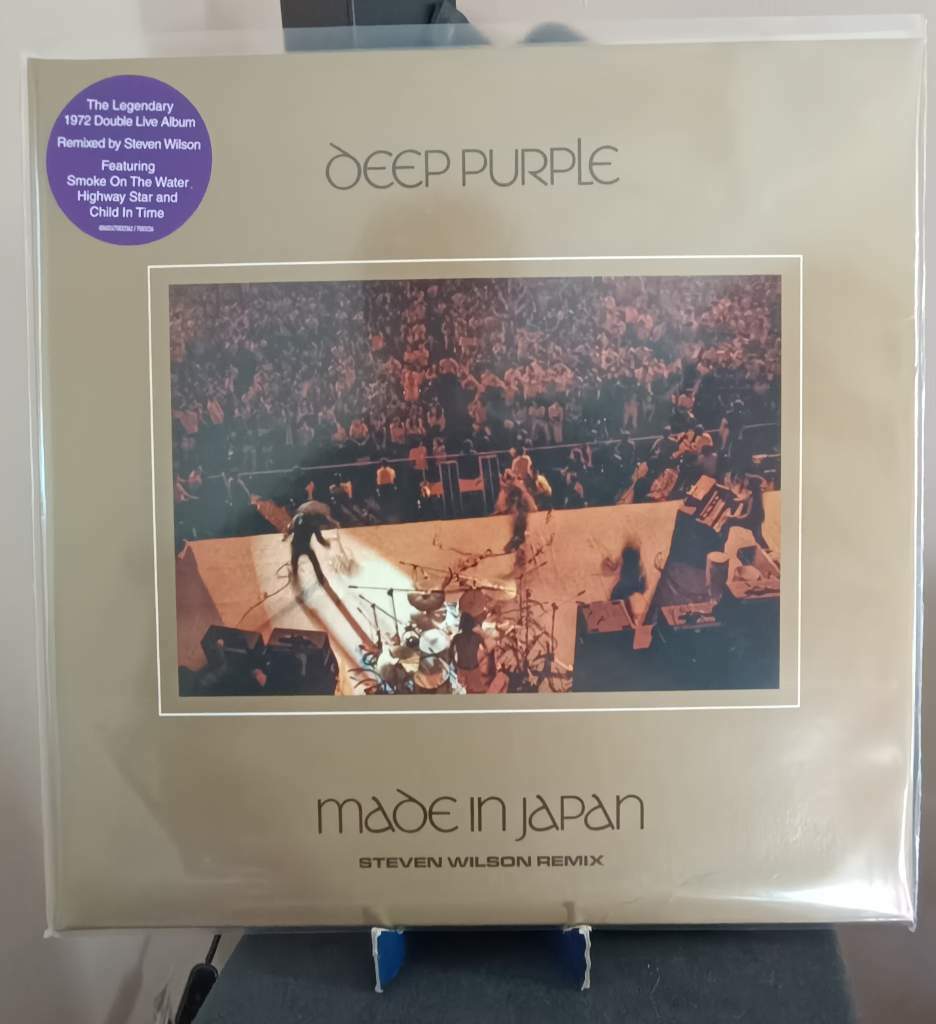 The Legendary
1972 Double Live Album
Remixed by Steven Wilson
Featuring
Smoke On The Water,
Highway Star and
Child In Time
DEEP PURPLE
MADE IN JAPAN
STEVEN WILSON REMIX